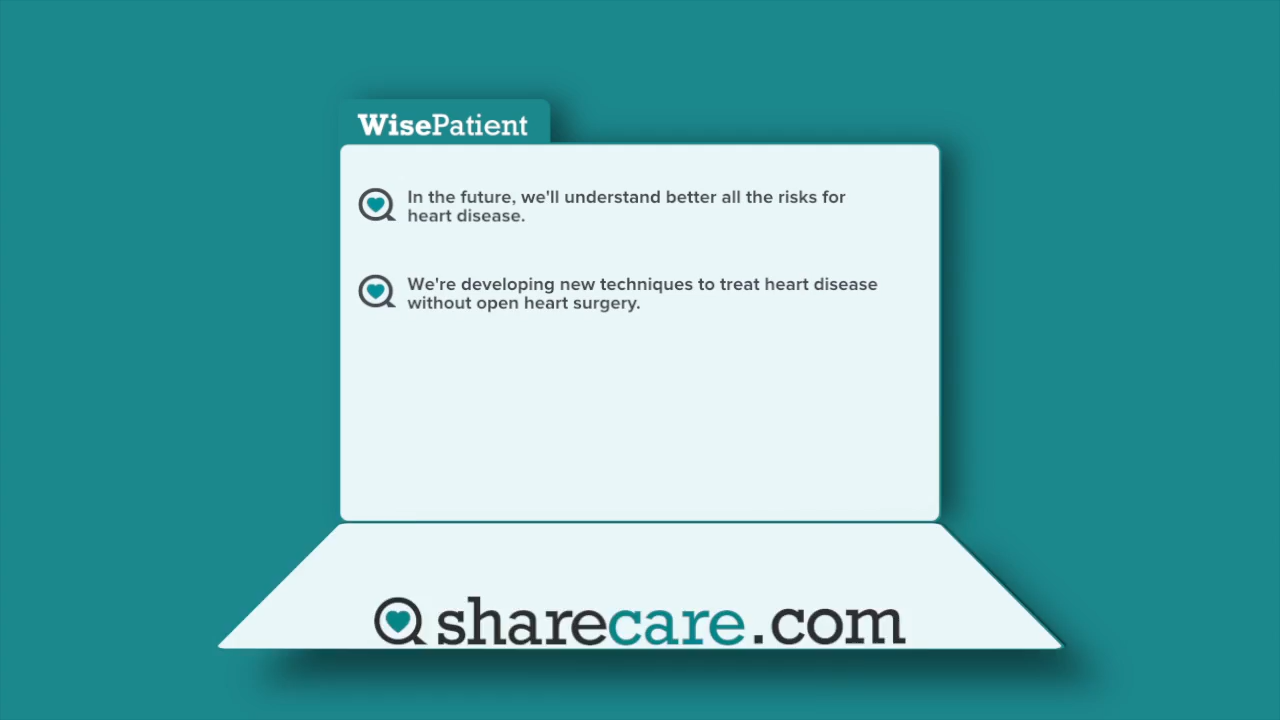 WisePatient
In the future, we'll understand better all the risks for
heart disease.
We're developing new techniques to treat heart disease
without open heart surgery.
sharecare.com